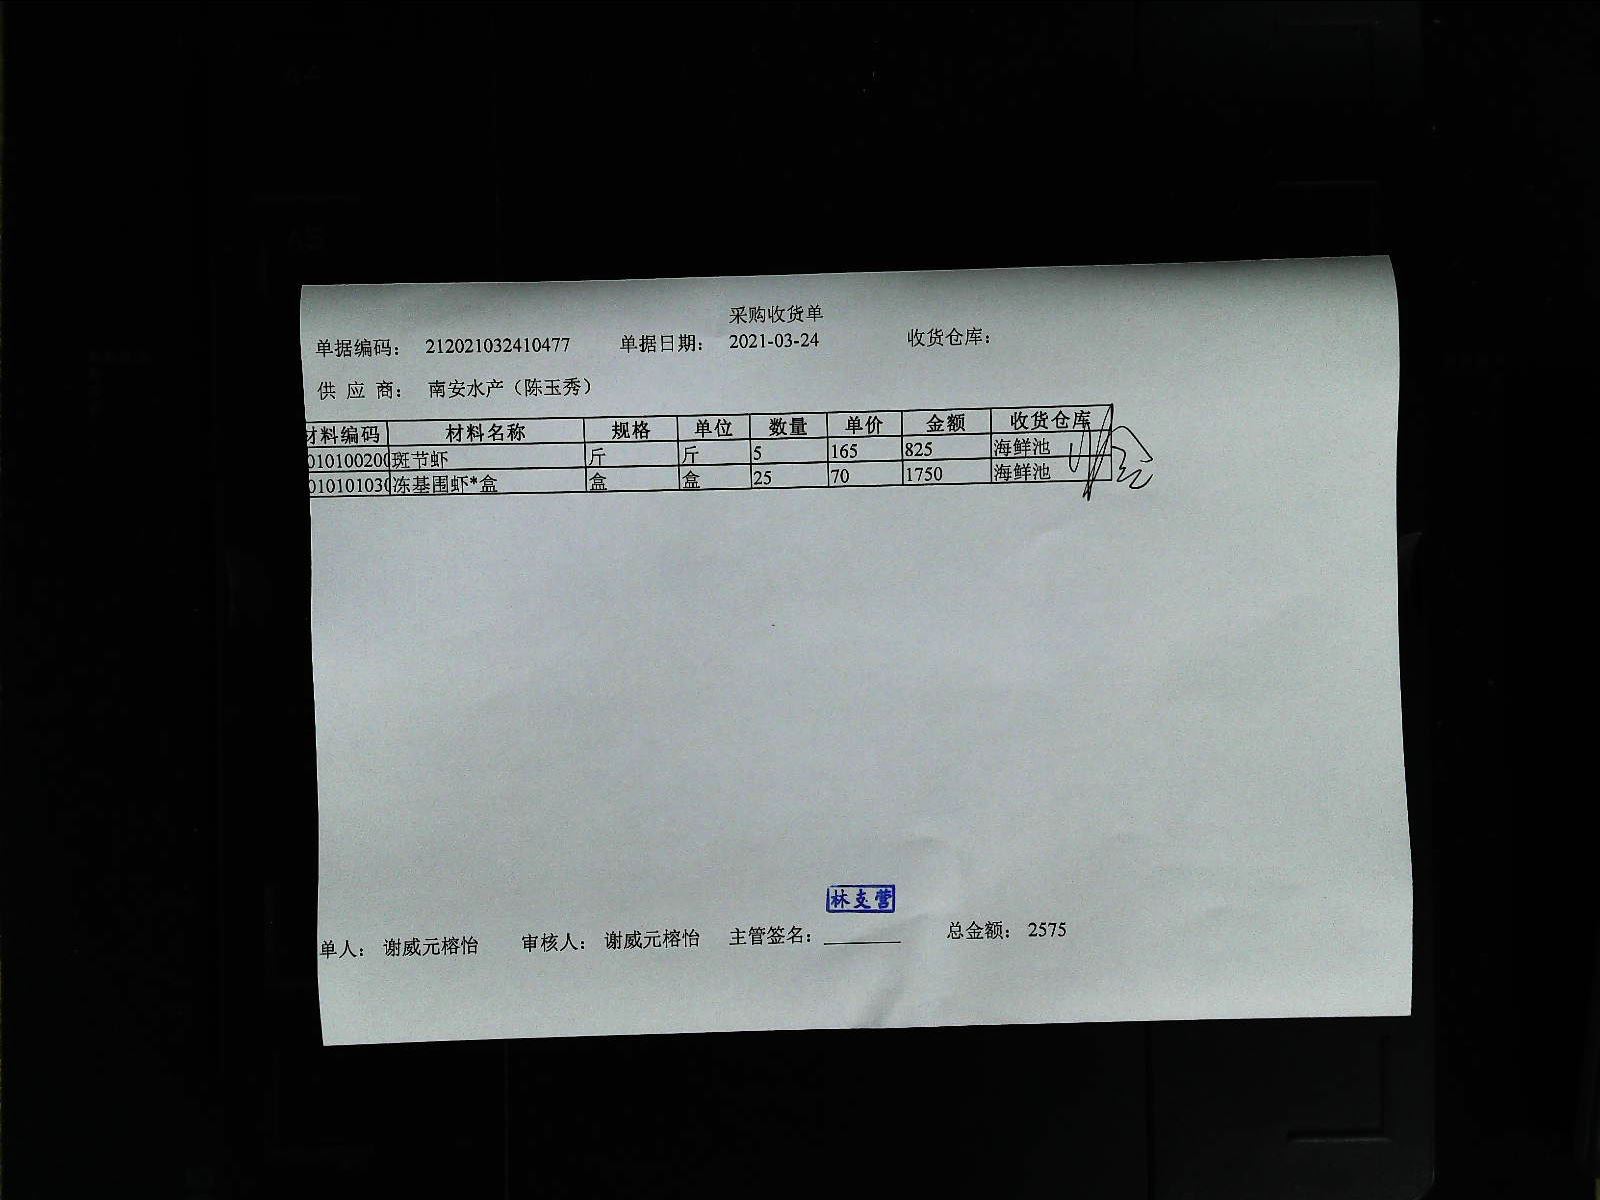 采购收货单
单据编码： 212021032410477 单据日期： 2021-03-24 收货仓库：
供 应 商： 南安水产（陈玉秀）
材料编码 材料名称 规格 单位 数量 单价 金额 收货仓库
010100200 斑节虾 斤 斤 5 165 825 海鲜池
010101030 冻基围虾*盒 盒 盒 25 70 1750 海鲜池
林支营
单人： 谢威元榕怡 审核人： 谢威元榕怡 主管签名： 总金额： 2575